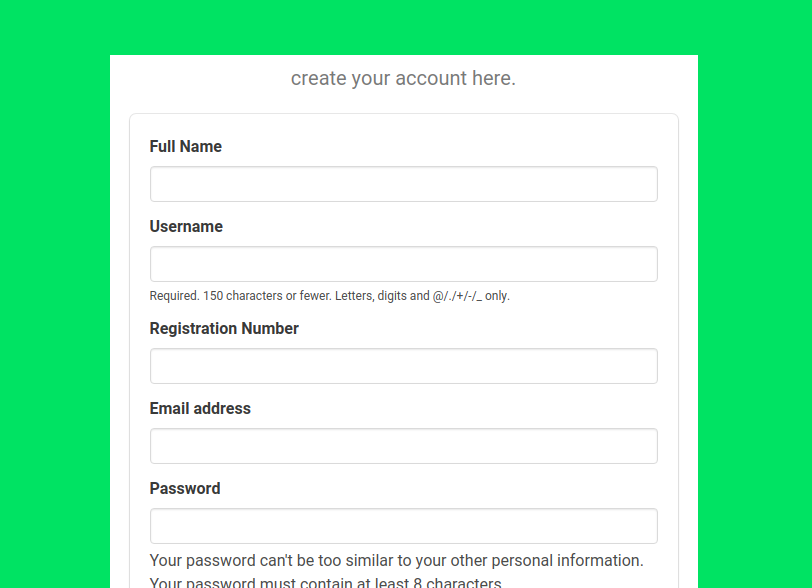 create your account here.
Full Name
Username
Required. 150 characters or fewer. Letters, digits and @/./+/-/_ only.
Registration Number
Email address
Password
Your password can't be too similar to your other personal information.
Your password must contain at least 8 characters